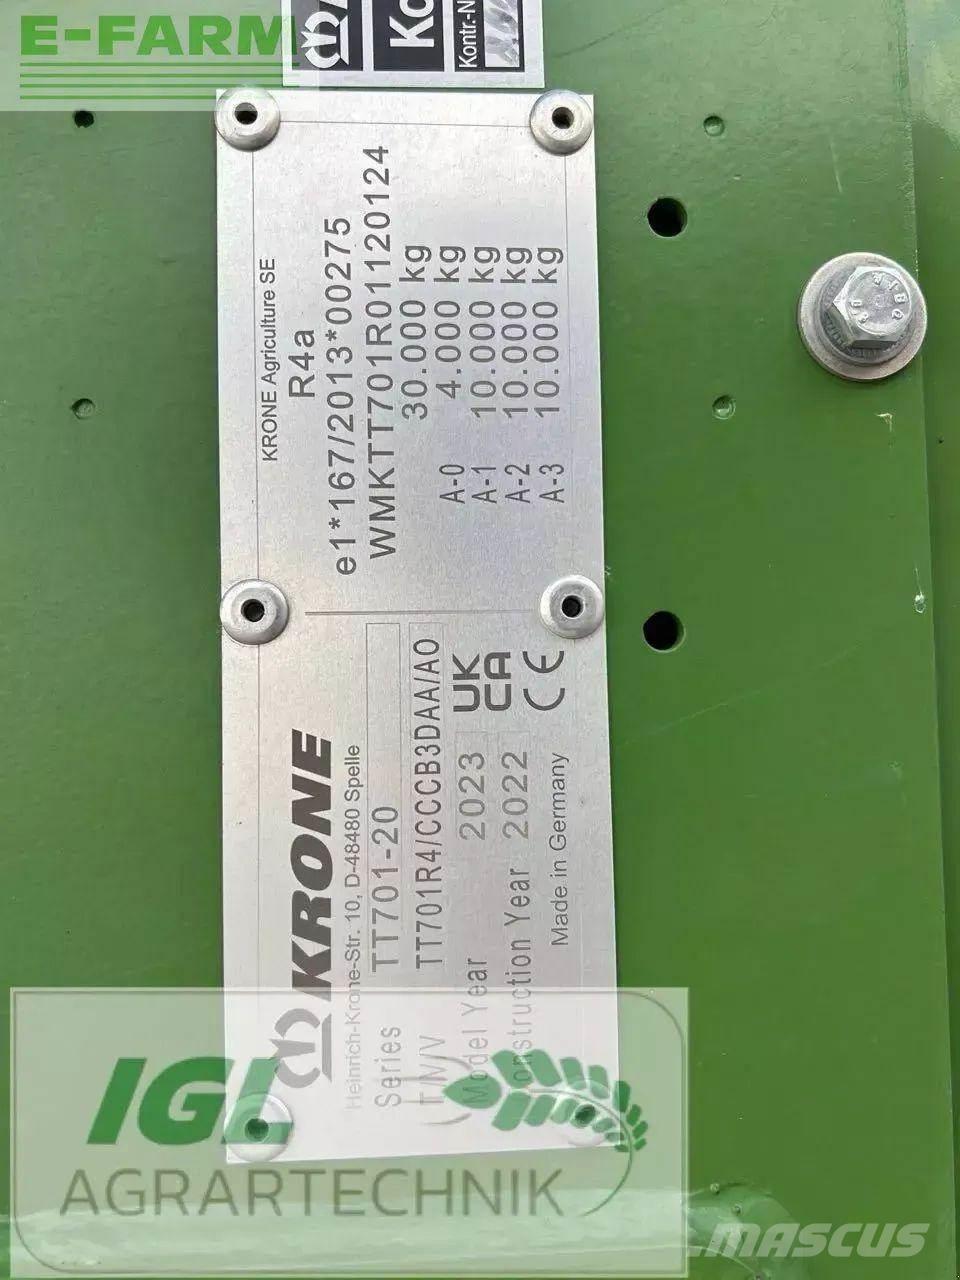 E-FARM
Kontr.-N
KRONE
Heinrich-Krone-Str. 10, D-48480 Spelle
Series TT701-20
T/V/V TT701R4/CCCB3DAA/A0
Model Year 2023
Construction Year 2022
UK
CA
CE
Made in Germany
KRONE Agriculture SE
R4a
e1*167/2013*00275
WMKTT701R01120124
30.000 kg
A-0 4.000 kg
A-1 10.000 kg
A-2 10.000 kg
A-3 10.000 kg
IGL
AGRARTECHNIK
MASCUS